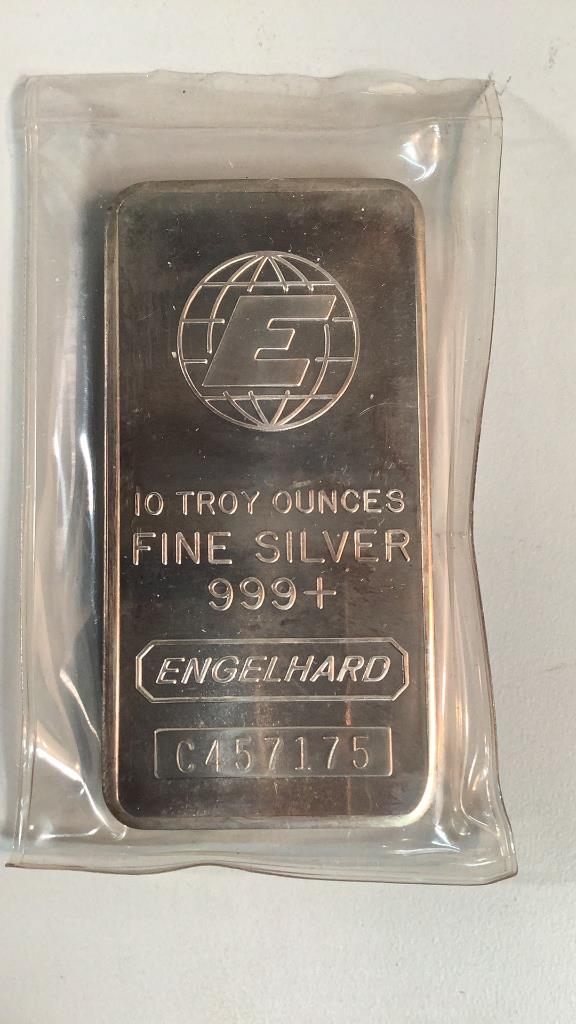 E
10 TROY OUNCES
FINE SILVER
999+
ENGELHARD
C457175